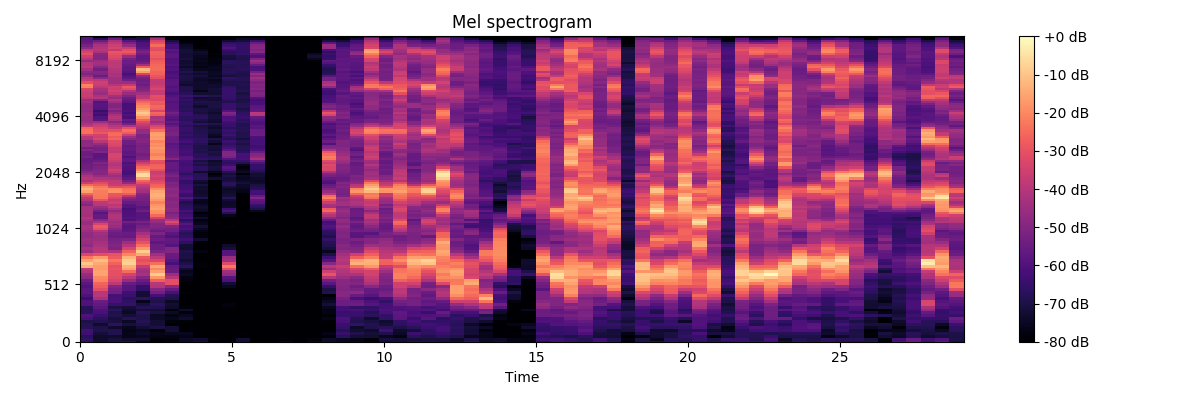 Mel spectrogram
Hz
8192
4096
2048
1024
512
0
0 5 10 15 20 25
Time
+0 dB
-10 dB
-20 dB
-30 dB
-40 dB
-50 dB
-60 dB
-70 dB
-80 dB